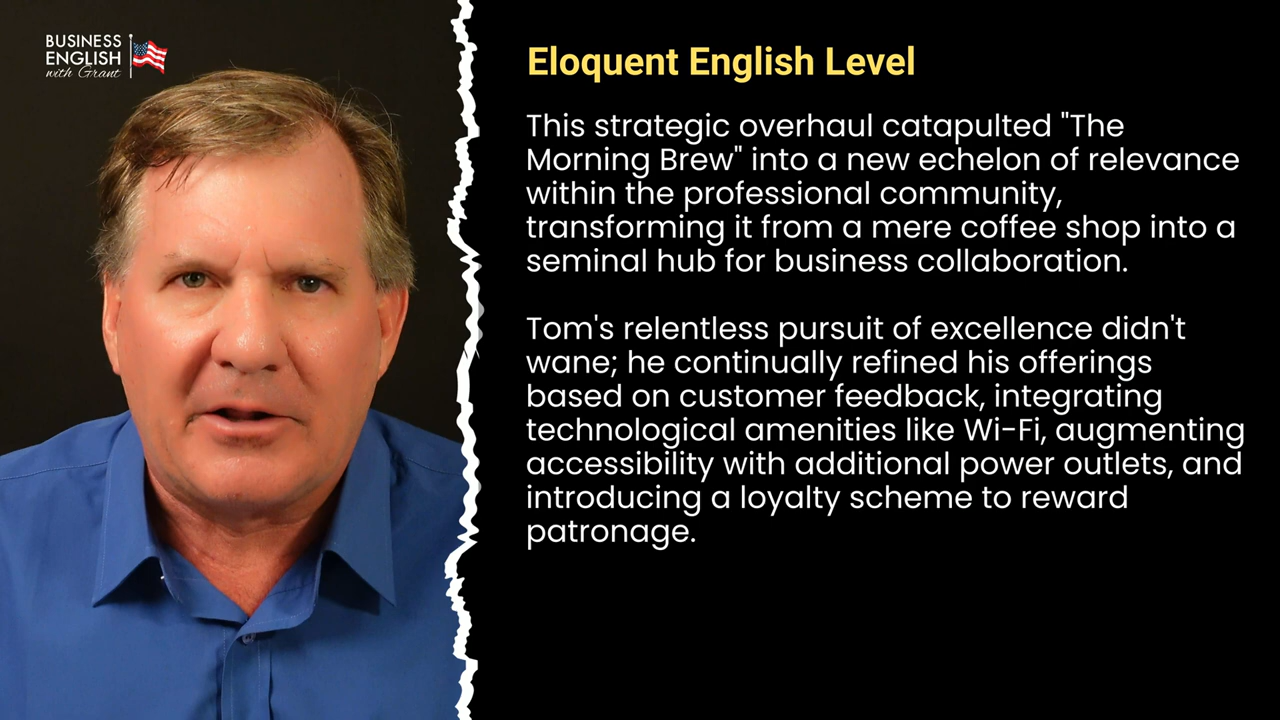 BUSINESS
ENGLISH
with Grant
Eloquent English Level
This strategic overhaul catapulted "The
Morning Brew" into a new echelon of relevance
within the professional community,
transforming it from a mere coffee shop into a
seminal hub for business collaboration.
Tom's relentless pursuit of excellence didn't
wane; he continually refined his offerings
based on customer feedback, integrating
technological amenities like Wi-Fi, augmenting
accessibility with additional power outlets, and
introducing a loyalty scheme to reward
patronage.